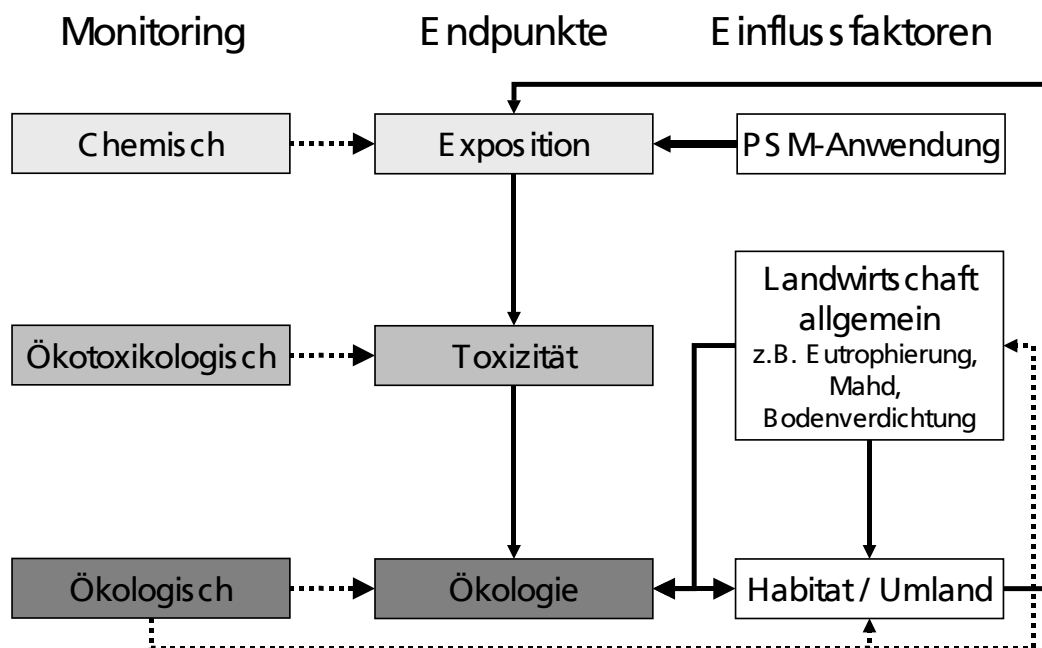 Monitoring
Endpunkte
Einflussfaktoren
Chemisch
Exposition
PSM-Anwendung
Ökotoxikologisch
Toxizität
Landwirtschaft
allgemein
z.B. Eutrophierung,
Mahd,
Bodenverdichtung
Ökologisch
Ökologie
Habitat / Umland